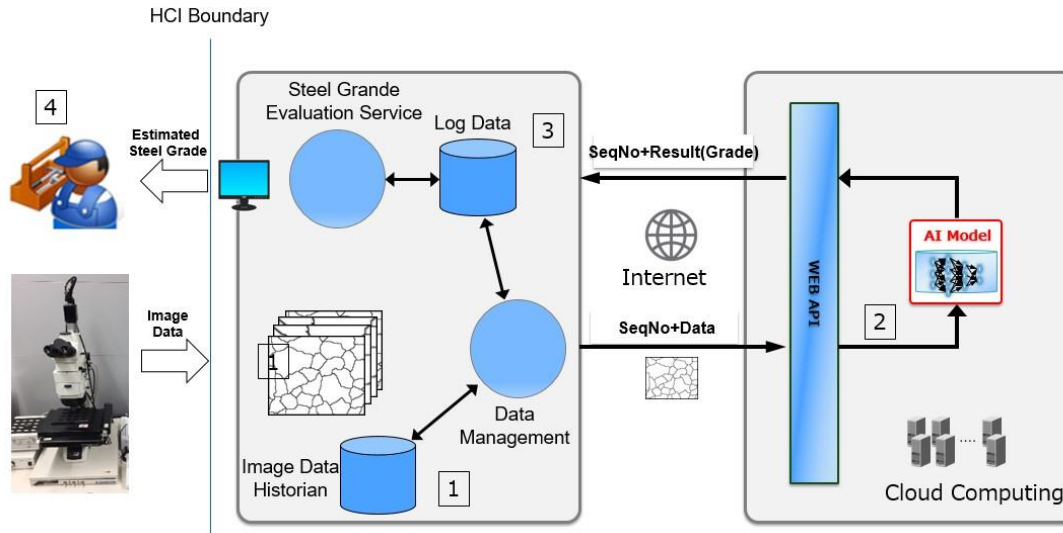 HCI Boundary
4
Estimated
Steel Grade
Image
Data
Steel Grande
Evaluation Service
Log Data
3
1
Data
Management
Image Data
Historian
1
SeqNo+Result(Grade)
Internet
SeqNo+Data
WEB API
AI Model
2
Cloud Computing